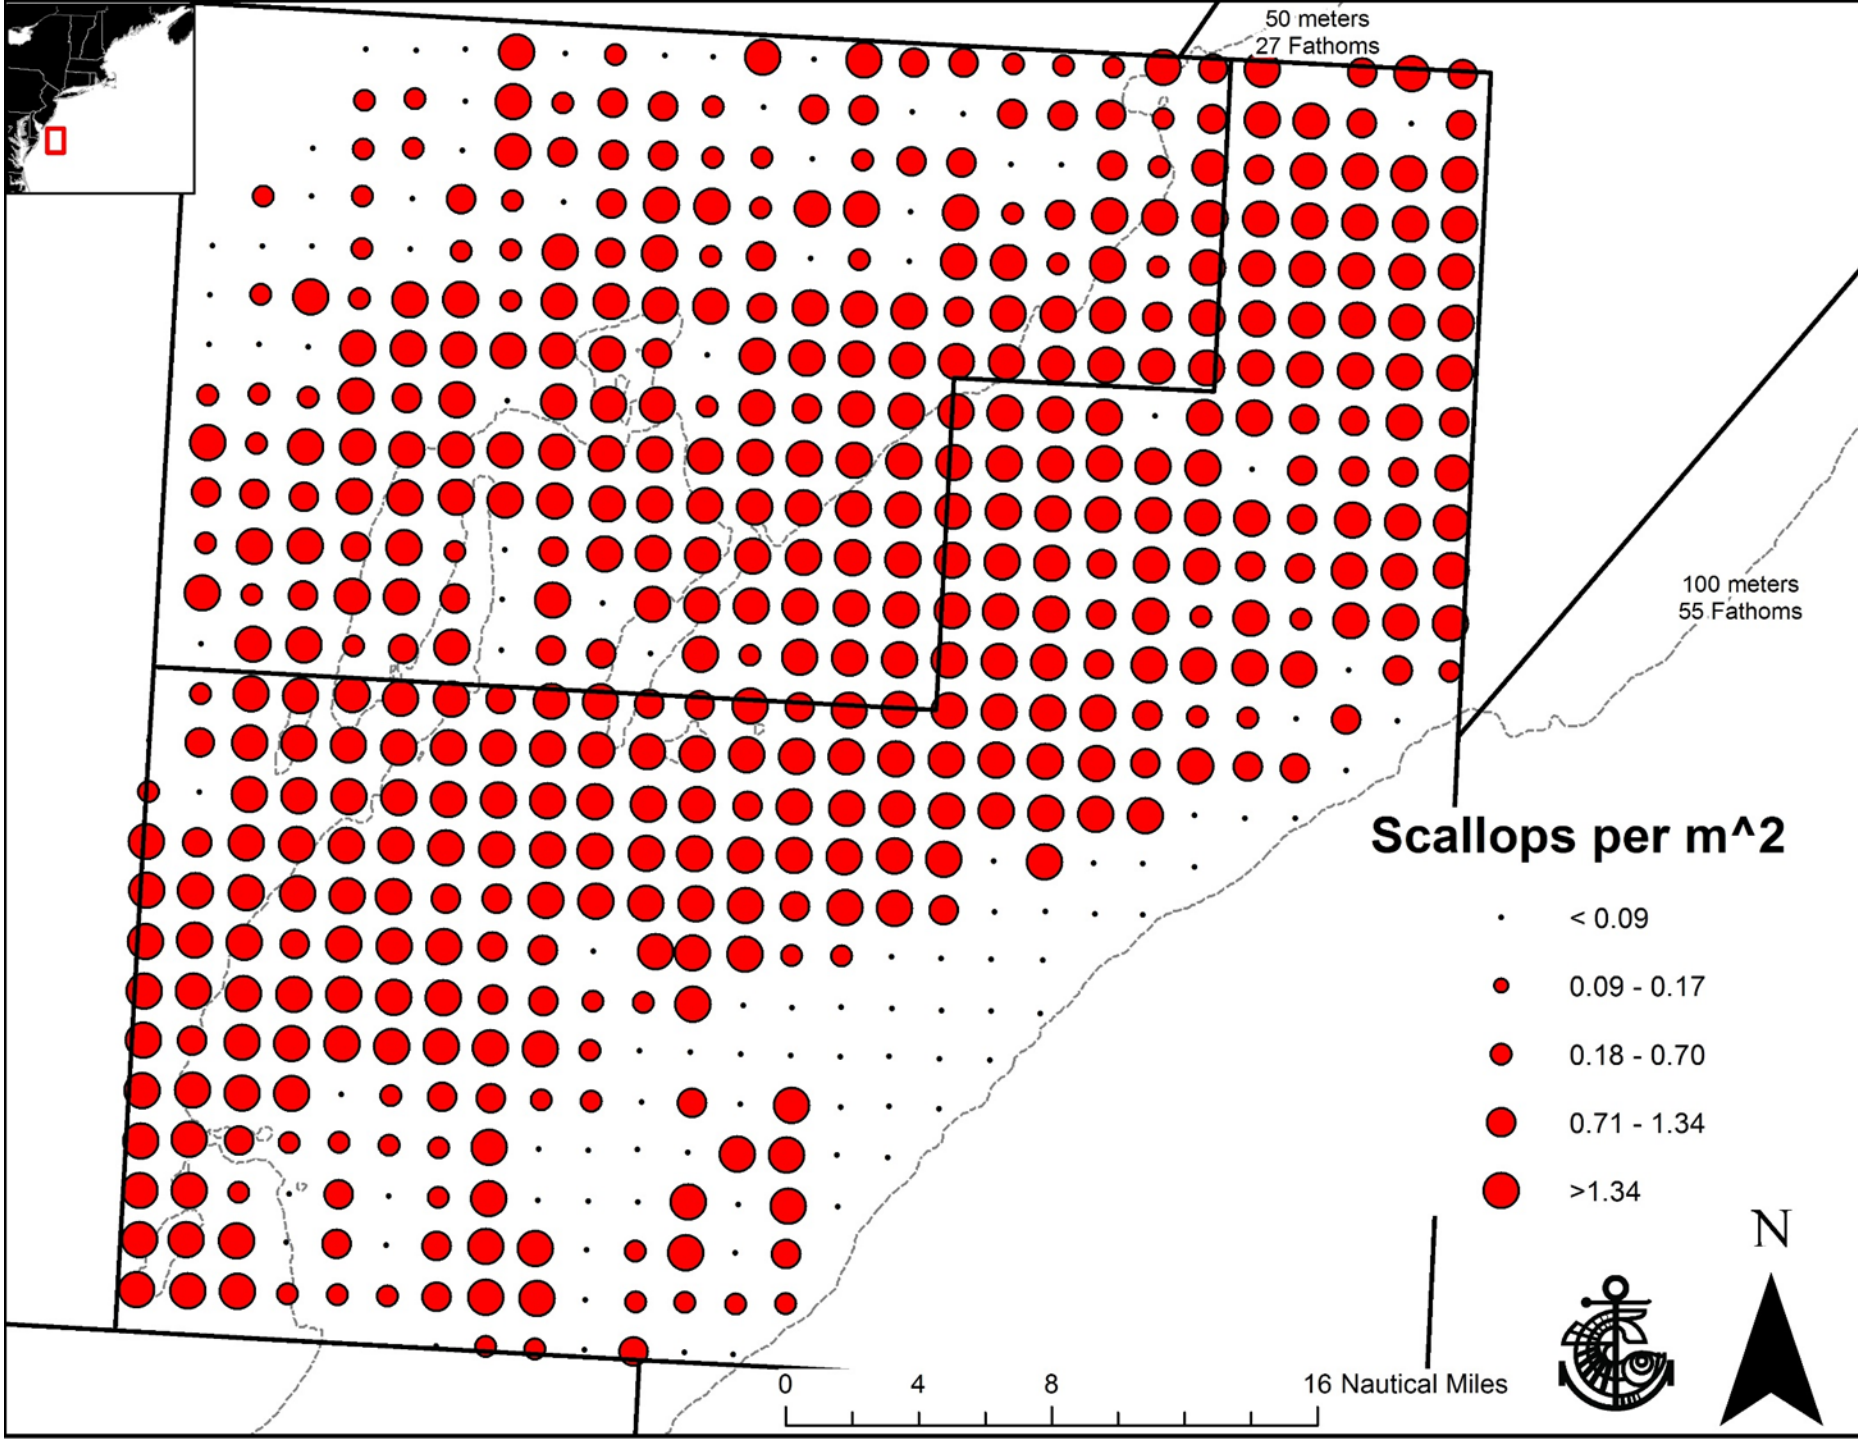 50 meters
27 Fathoms
100 meters
55 Fathoms
Scallops per m^2
< 0.09
0.09 - 0.17
0.18 - 0.70
0.71 - 1.34
>1.34
N
0 4 8 16 Nautical Miles